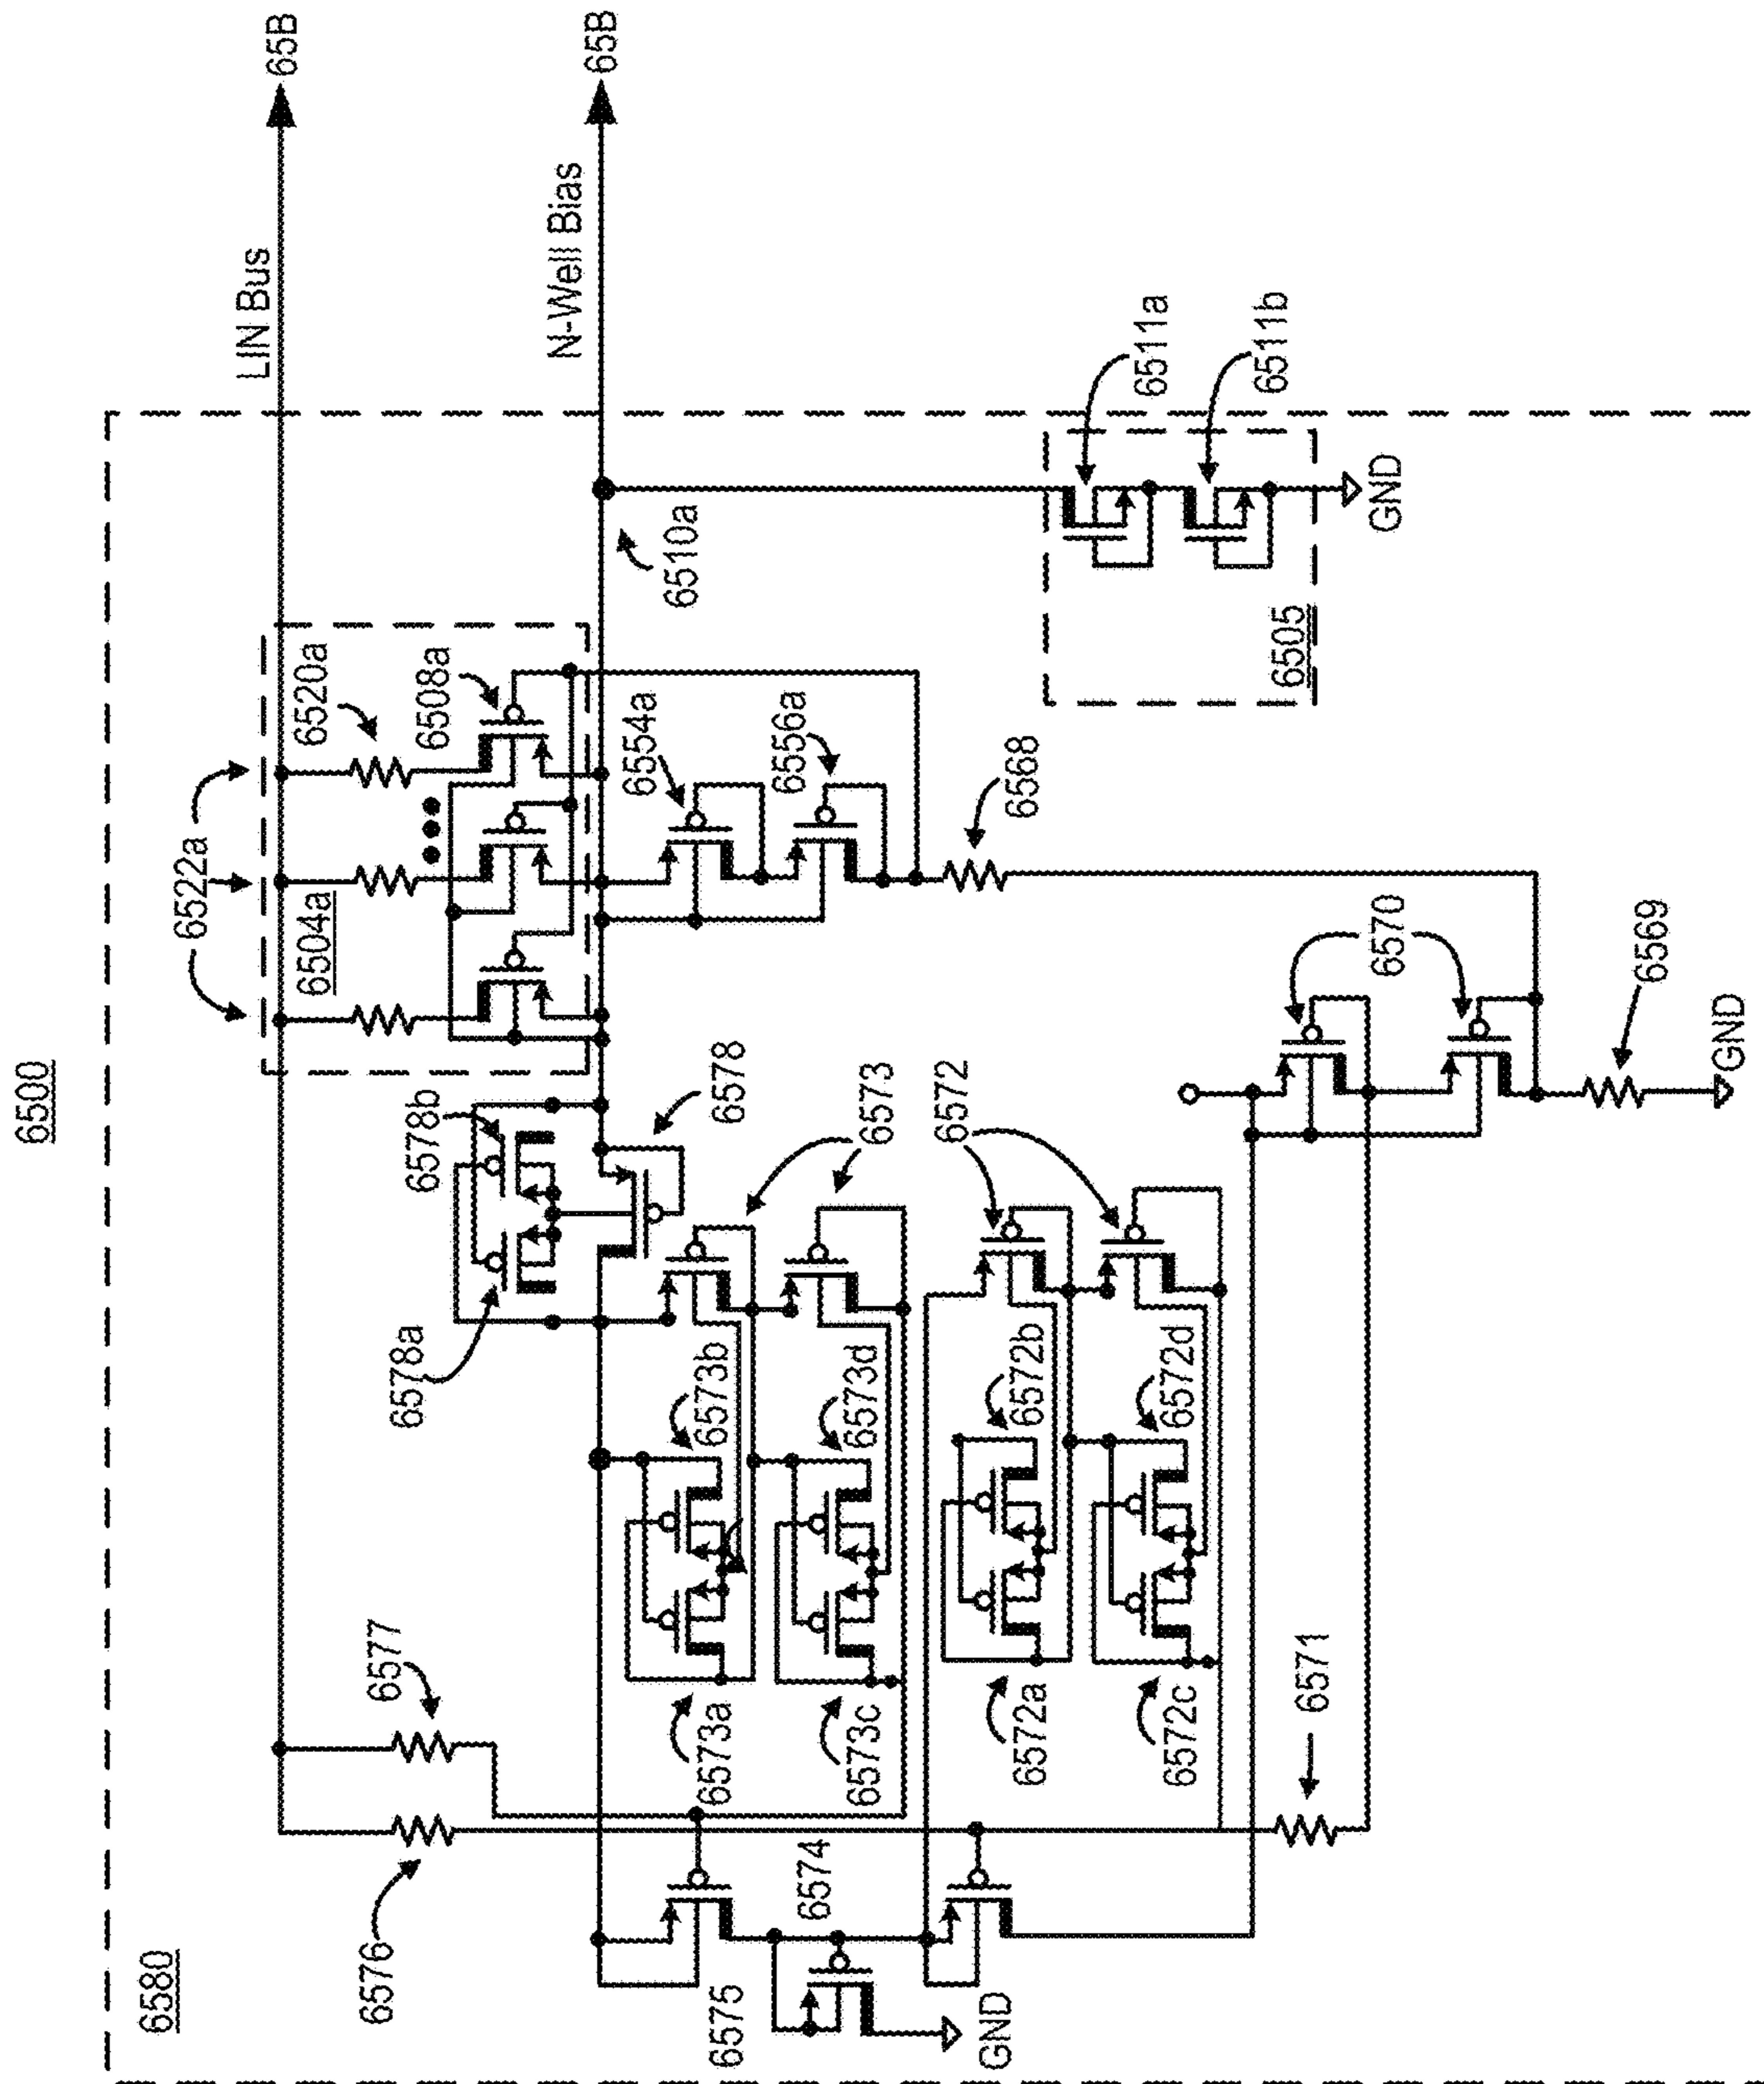 6500
6580
LIN Bus
65B
N-Well Bias
65B
6522a
6504a
6520a
6508a
6510a
6554a
6556a
6568
6511a
6511b
6505
GND
6578b
6578a
6578
6573
6572
6573b
6573d
6573a
6573c
6572b
6572d
6572a
6572c
6577
6576
6575
6574
GND
6571
6570
6569
GND